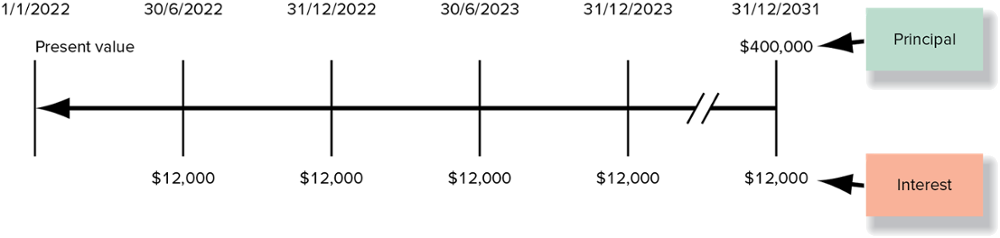 1/1/2022 30/6/2022 31/12/2022 30/6/2023 31/12/2023 31/12/2031
Present value $400,000 Principal
$12,000 $12,000 $12,000 $12,000 $12,000 Interest